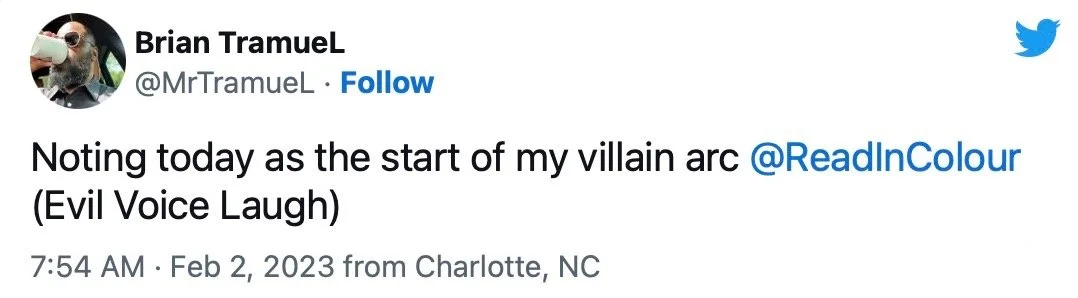 Brian TramueL
@MrTramueL · Follow
Noting today as the start of my villain arc @ReadInColour
(Evil Voice Laugh)
7:54 AM · Feb 2, 2023 from Charlotte, NC